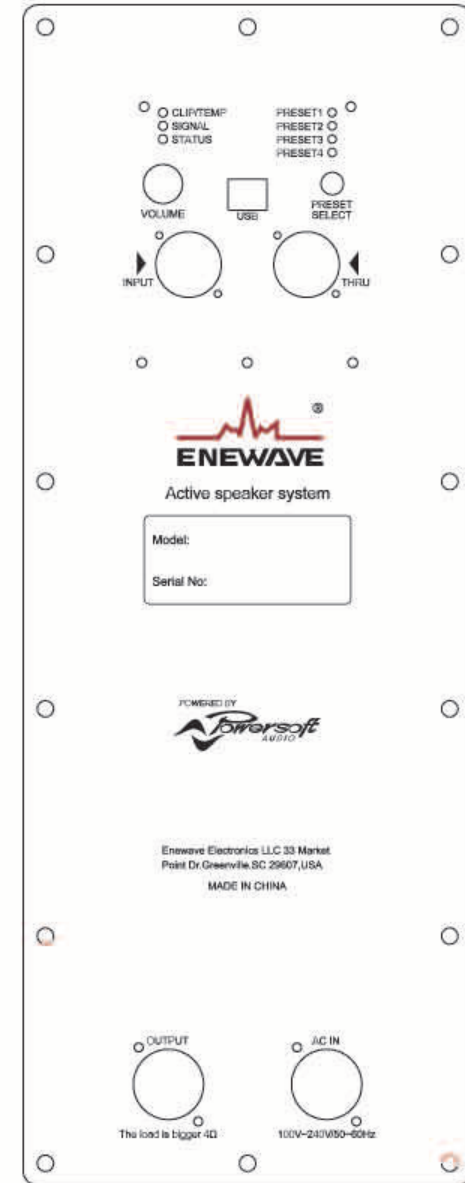 CLIP/TEMP
SIGNAL
STATUS
PRESET1
PRESET2
PRESET3
PRESET4
VOLUME
USB
PRESET
SELECT
INPUT
THRU
®
ENEWAVE
Active speaker system
Model:
Serial No:
POWERED BY
Powersoft
AUDIO
Enewave Electronics LLC 33 Market
Point Dr.Greenville.SC 29607,USA
MADE IN CHINA
OUTPUT
AC IN
The load is bigger 4Ω
100V~240V/50~60Hz